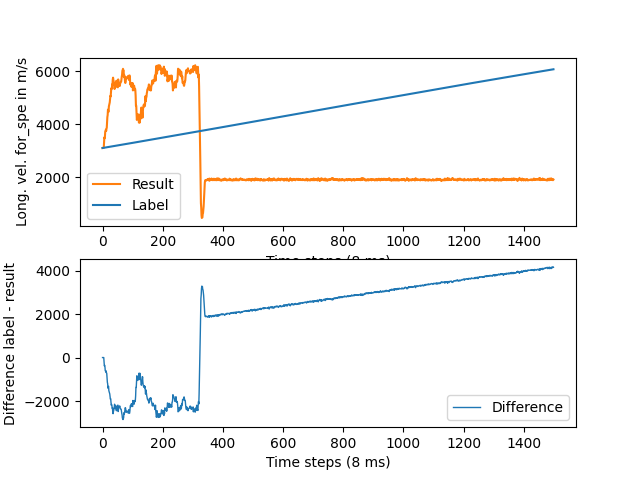 Long. vel. for_spe in m/s
6000
4000
2000
Result
Label
0 200 400 600 800 1000 1200 1400
Time steps (8 ms)
Difference label - result
4000
2000
0
−2000
Difference
0 200 400 600 800 1000 1200 1400
Time steps (8 ms)